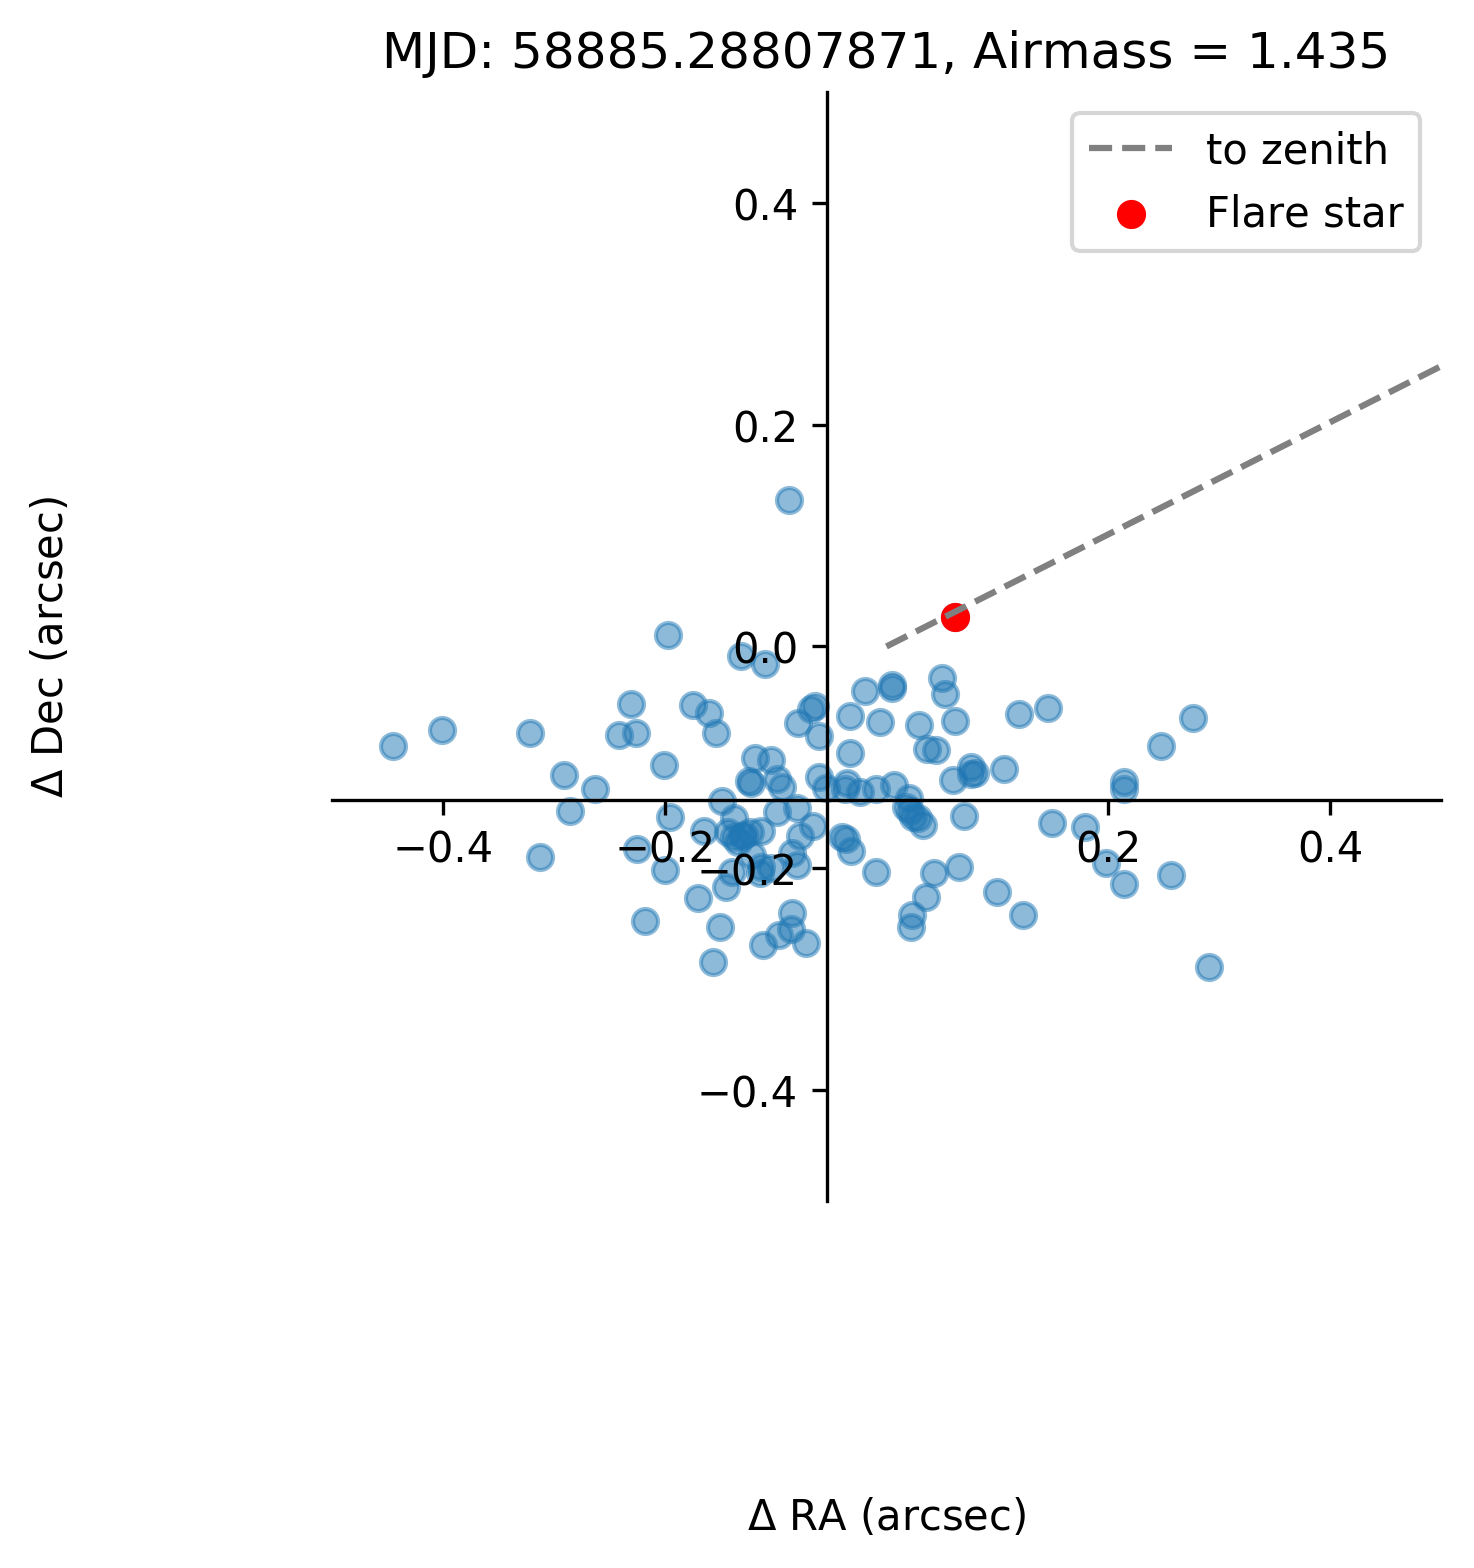 MJD: 58885.28807871, Airmass = 1.435
to zenith
Flare star
0.4
0.2
0.0
−0.4
−0.2
0.2
0.4
−0.2
−0.4
Δ Dec (arcsec)
Δ RA (arcsec)